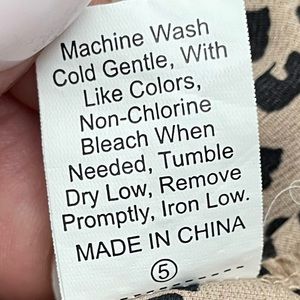 Machine Wash
Cold Gentle, With
Like Colors,
Non-Chlorine
Bleach When
Needed, Tumble
Dry Low, Remove
Promptly, Iron Low.
MADE IN CHINA
5